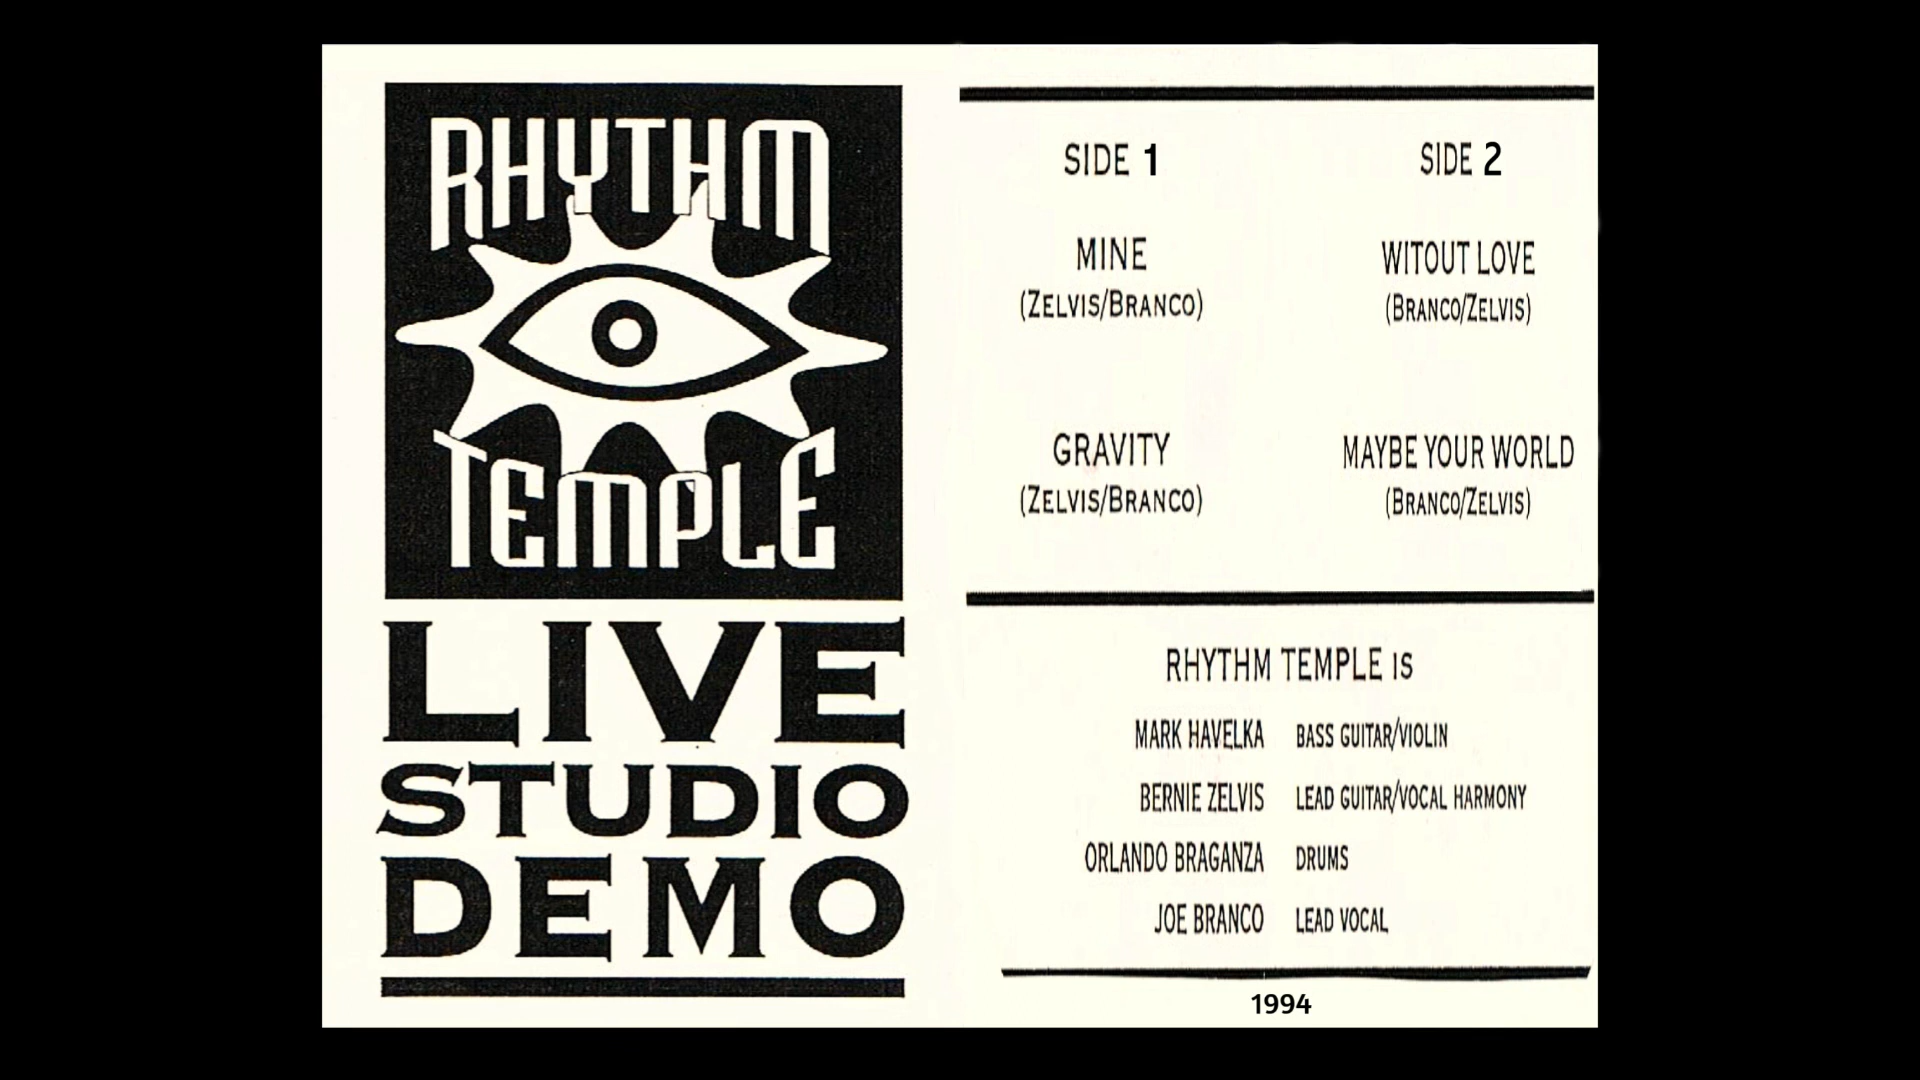 RHYTHM
TEMPLE
LIVE
STUDIO
DEMO
SIDE 1
MINE
(ZELVIS/BRANCO)
GRAVITY
(ZELVIS/BRANCO)
SIDE 2
WITOUT LOVE
(BRANCO/ZELVIS)
MAYBE YOUR WORLD
(BRANCO/ZELVIS)
RHYTHM TEMPLE IS
MARK HAVELKA BASS GUITAR/VIOLIN
BERNIE ZELVIS LEAD GUITAR/VOCAL HARMONY
ORLANDO BRAGANZA DRUMS
JOE BRANCO LEAD VOCAL
1994